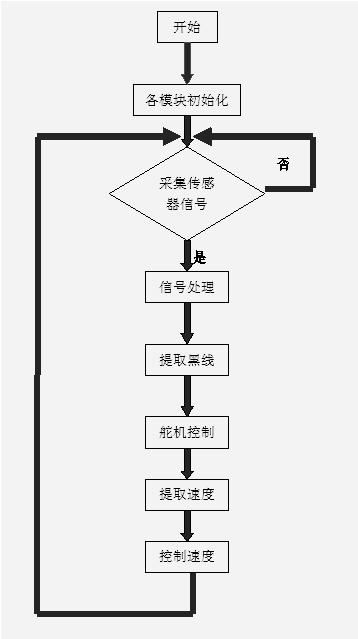 开始
各模块初始化
否
采集传感
器信号
是
信号处理
提取黑线
舵机控制
提取速度
控制速度